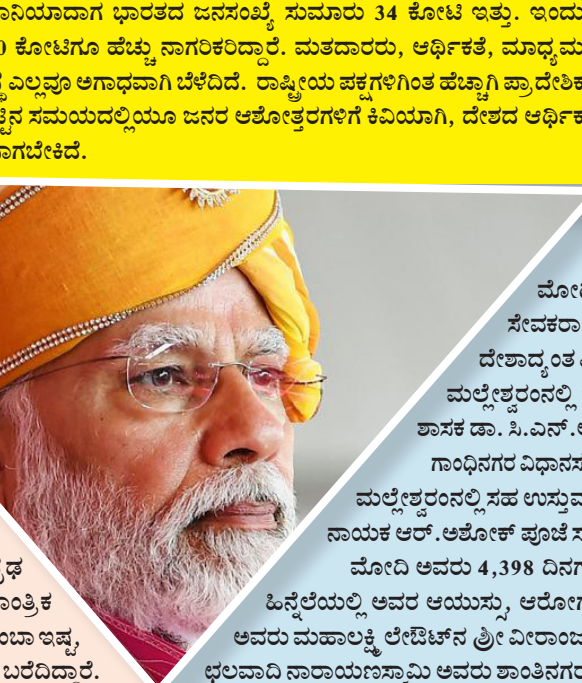 ನಿಯಾದಾಗ ಭಾರತದ ಜನಸಂಖ್ಯೆ ಸುಮಾರು 34 ಕೋಟಿ ಇತ್ತು. ಇಂದು
0 ಕೋಟಿಗೂ ಹೆಚ್ಚು ನಾಗರಿಕರಿದ್ದಾರೆ. ಮತದಾರರು, ಆರ್ಥಿಕತೆ, ಮಾಧ್ಯಮ
ಎಲ್ಲವೂ ಅಗಾಧವಾಗಿ ಬೆಳೆದಿದೆ. ರಾಷ್ಟ್ರೀಯ ಪಕ್ಷಗಳಿಗಿಂತ ಹೆಚ್ಚಾಗಿ ಪ್ರಾದೇಶಿಕ
ಟ್ಟಿನ ಸಮಯದಲ್ಲಿಯೂ ಜನರ ಆಶೋತ್ತರಗಳಿಗೆ ಕಿವಿಯಾಗಿ, ದೇಶದ ಆರ್ಥಿಕ
ಾಗಬೇಕಿದೆ.
ಮೋದಿ
ಸೇವಕರಾ
ದೇಶಾದ್ಯಂತ
ಮಲ್ಲೇಶ್ವರಂನಲ್ಲಿ
ಶಾಸಕ ಡಾ. ಸಿ.ಎನ್.
ಗಾಂಧಿನಗರ ವಿಧಾನಸ
ಮಲ್ಲೇಶ್ವರಂನಲ್ಲಿ ಸಹ ಉಸ್ತುವ
ನಾಯಕ ಆರ್.ಅಶೋಕ್ ಪೂಜೆ ಸ
ಮೋದಿ ಅವರು 4,398 ದಿನಗ
ಹಿನ್ನೆಲೆಯಲ್ಲಿ ಅವರ ಆಯುಸ್ಸು, ಆರೋಗ
ಅವರು ಮಹಾಲಕ್ಷ್ಮಿ ಲೇಔಟ್‌ನ ಶ್ರೀ ವೀರಾಂಜ
ಛಲವಾದಿ ನಾರಾಯಣಸ್ವಾಮಿ ಅವರು ಶಾಂತಿನಗರ
ಢ
ಾಂತ್ರಿಕ
ಂಬಾ ಇಷ್ಟ,
ಬರೆದಿದ್ದಾರೆ.